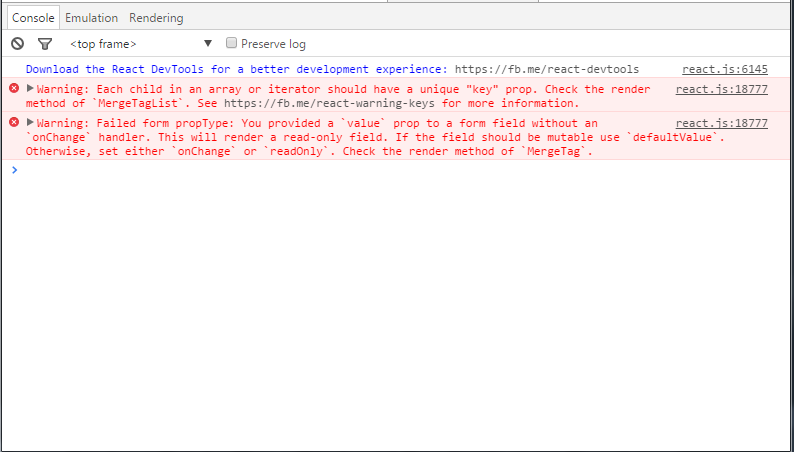 Console Emulation Rendering
<top frame> ▼ Preserve log
Download the React DevTools for a better development experience: https://fb.me/react-devtools react.js:6145
Warning: Each child in an array or iterator should have a unique "key" prop. Check the render react.js:18777
method of `MergeTagList`. See https://fb.me/react-warning-keys for more information.
Warning: Failed form propType: You provided a `value` prop to a form field without an react.js:18777
`onChange` handler. This will render a read-only field. If the field should be mutable use `defaultValue`.
Otherwise, set either `onChange` or `readOnly`. Check the render method of `MergeTag`.